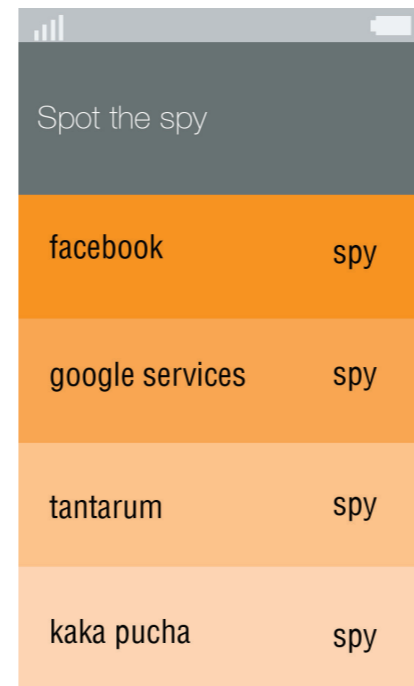 Spot the spy
facebook spy
google services spy
tantarum spy
kaka pucha spy